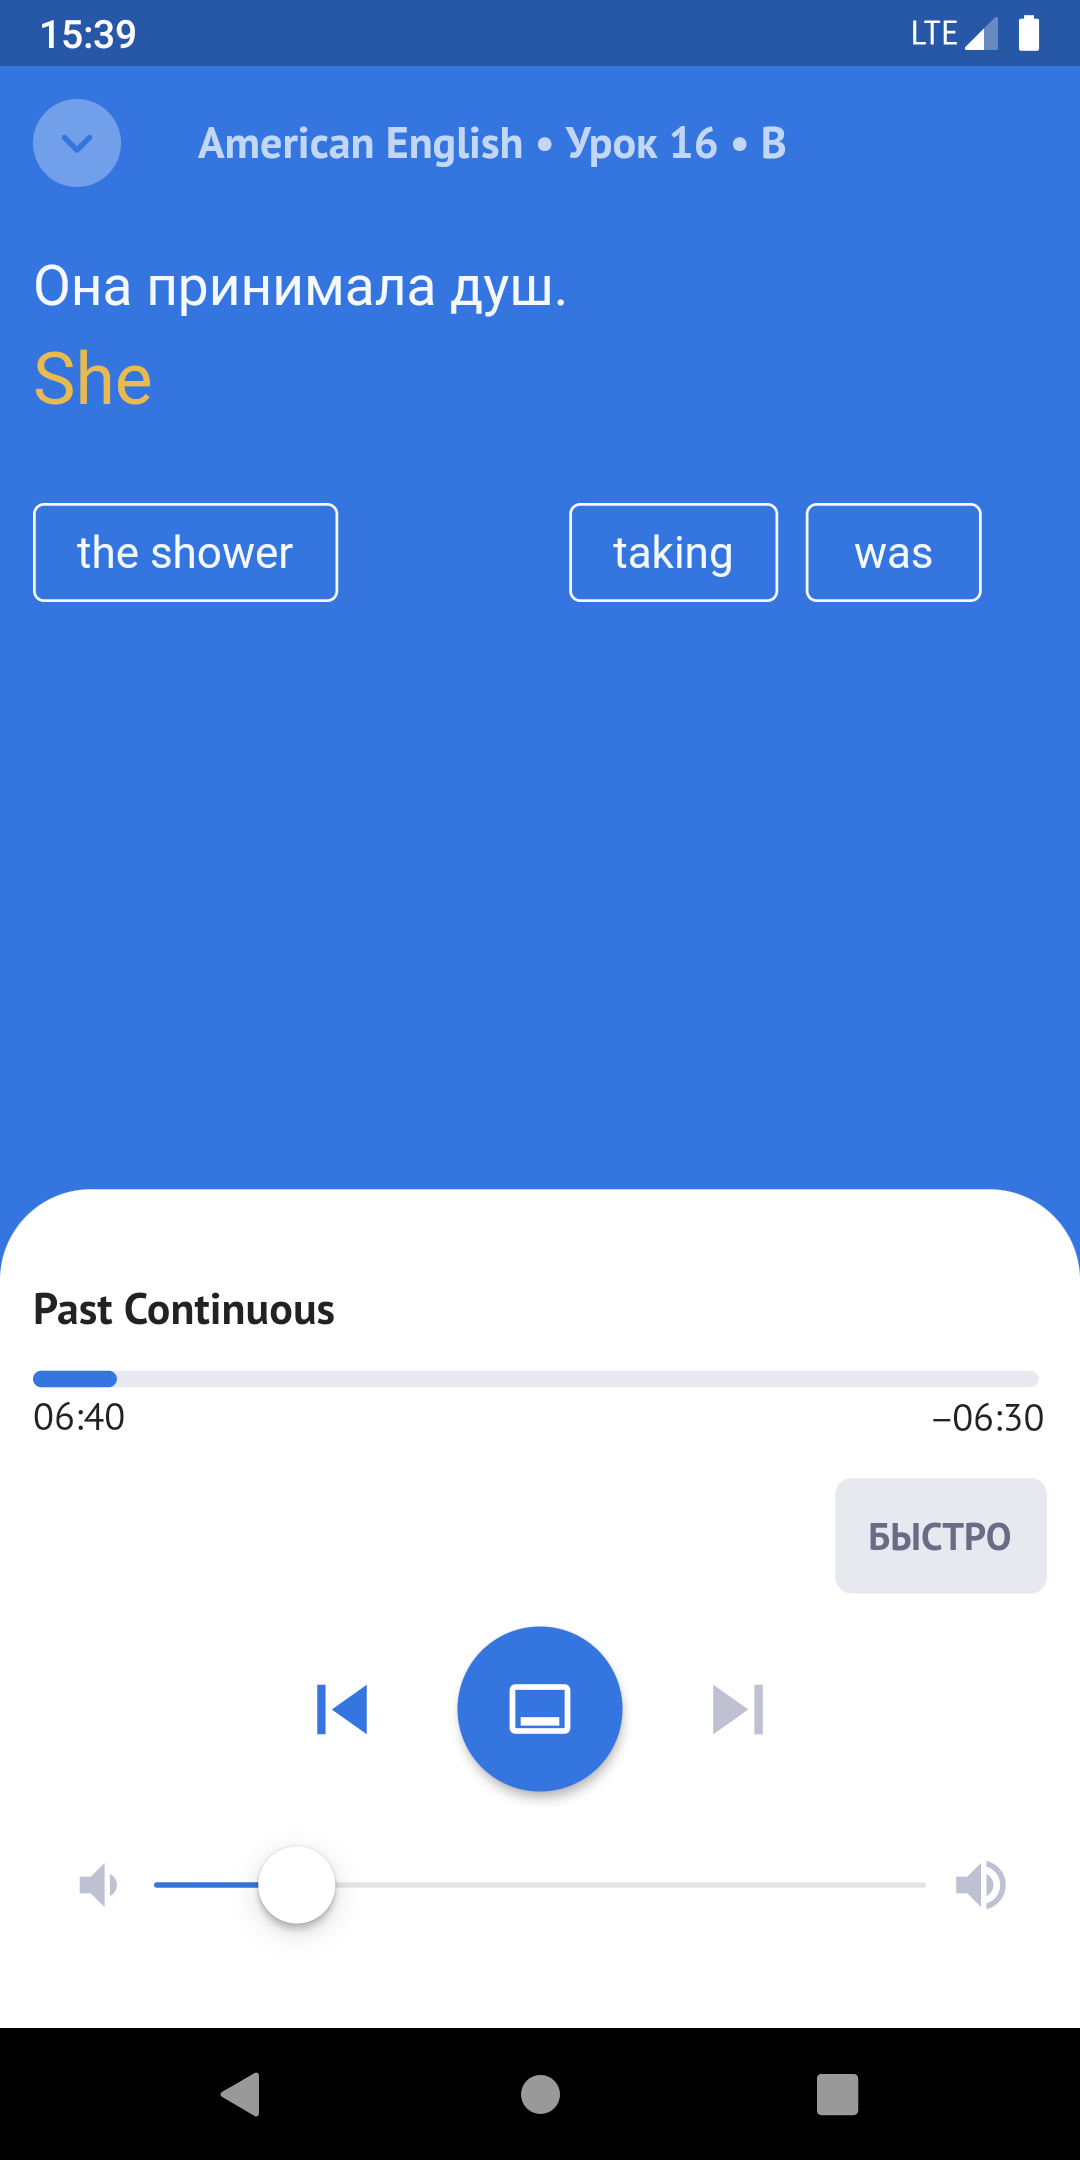 15:39 LTE
American English • Урок 16 • B
Она принимала душ.
She
the shower taking was
Past Continuous
06:40 –06:30
БЫСТРО